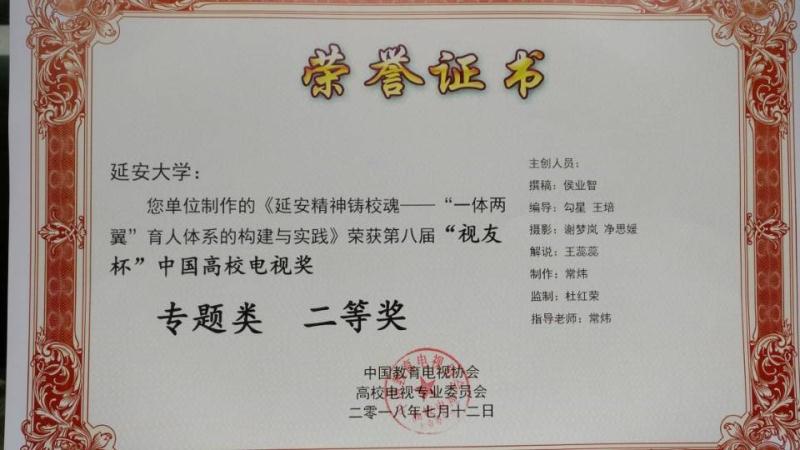 荣誉证书
延安大学：
您单位制作的《延安精神铸校魂——“一体两
翼”育人体系的构建与实践》荣获第八届“视友
杯”中国高校电视奖
专题类 二等奖
主创人员：
撰稿：侯业智
编导：勾星 王培
摄影：谢梦岚 净思媛
解说：王蕊蕊
制作：常炜
监制：杜红荣
指导老师：常炜
中国教育电视协会
高校电视专业委员会
二零一八年七月十二日